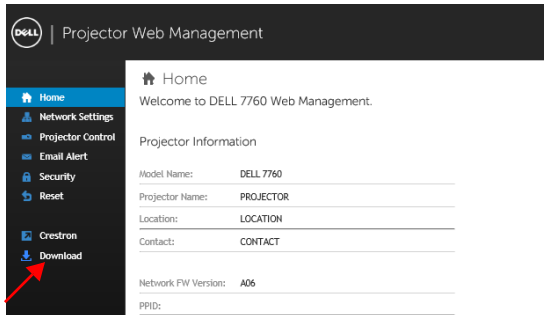 DELL | Projector Web Management
Home
Network Settings
Projector Control
Email Alert
Security
Reset
Crestron
Download
Home
Welcome to DELL 7760 Web Management.
Projector Information
Model Name: DELL 7760
Projector Name: PROJECTOR
Location: LOCATION
Contact: CONTACT
Network FW Version: A06
PPID: